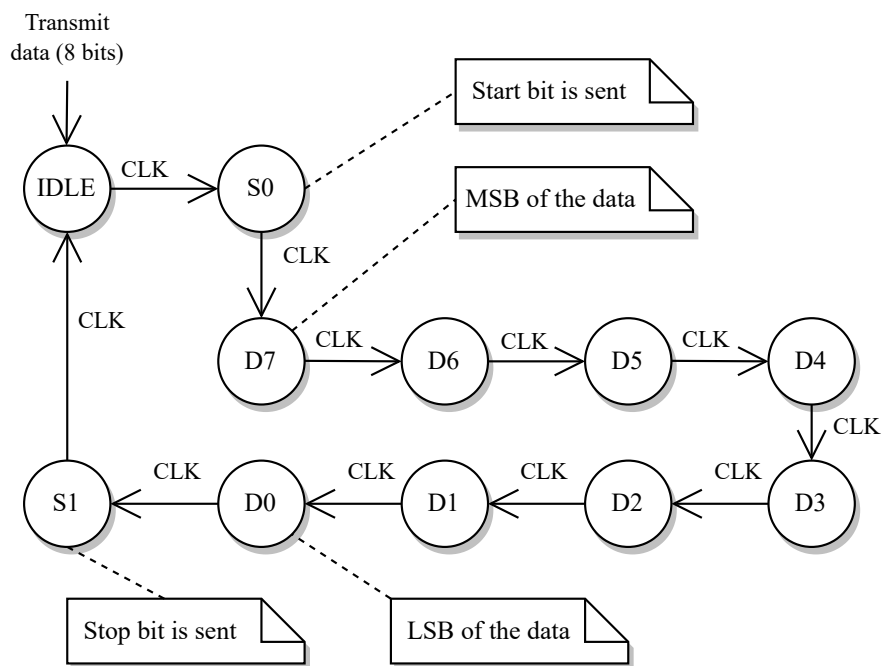 Transmit
data (8 bits)
Start bit is sent
IDLE
CLK
S0
MSB of the data
CLK
CLK
D7
CLK
D6
CLK
D5
CLK
D4
CLK
S1
CLK
D0
CLK
D1
CLK
D2
CLK
D3
Stop bit is sent
LSB of the data